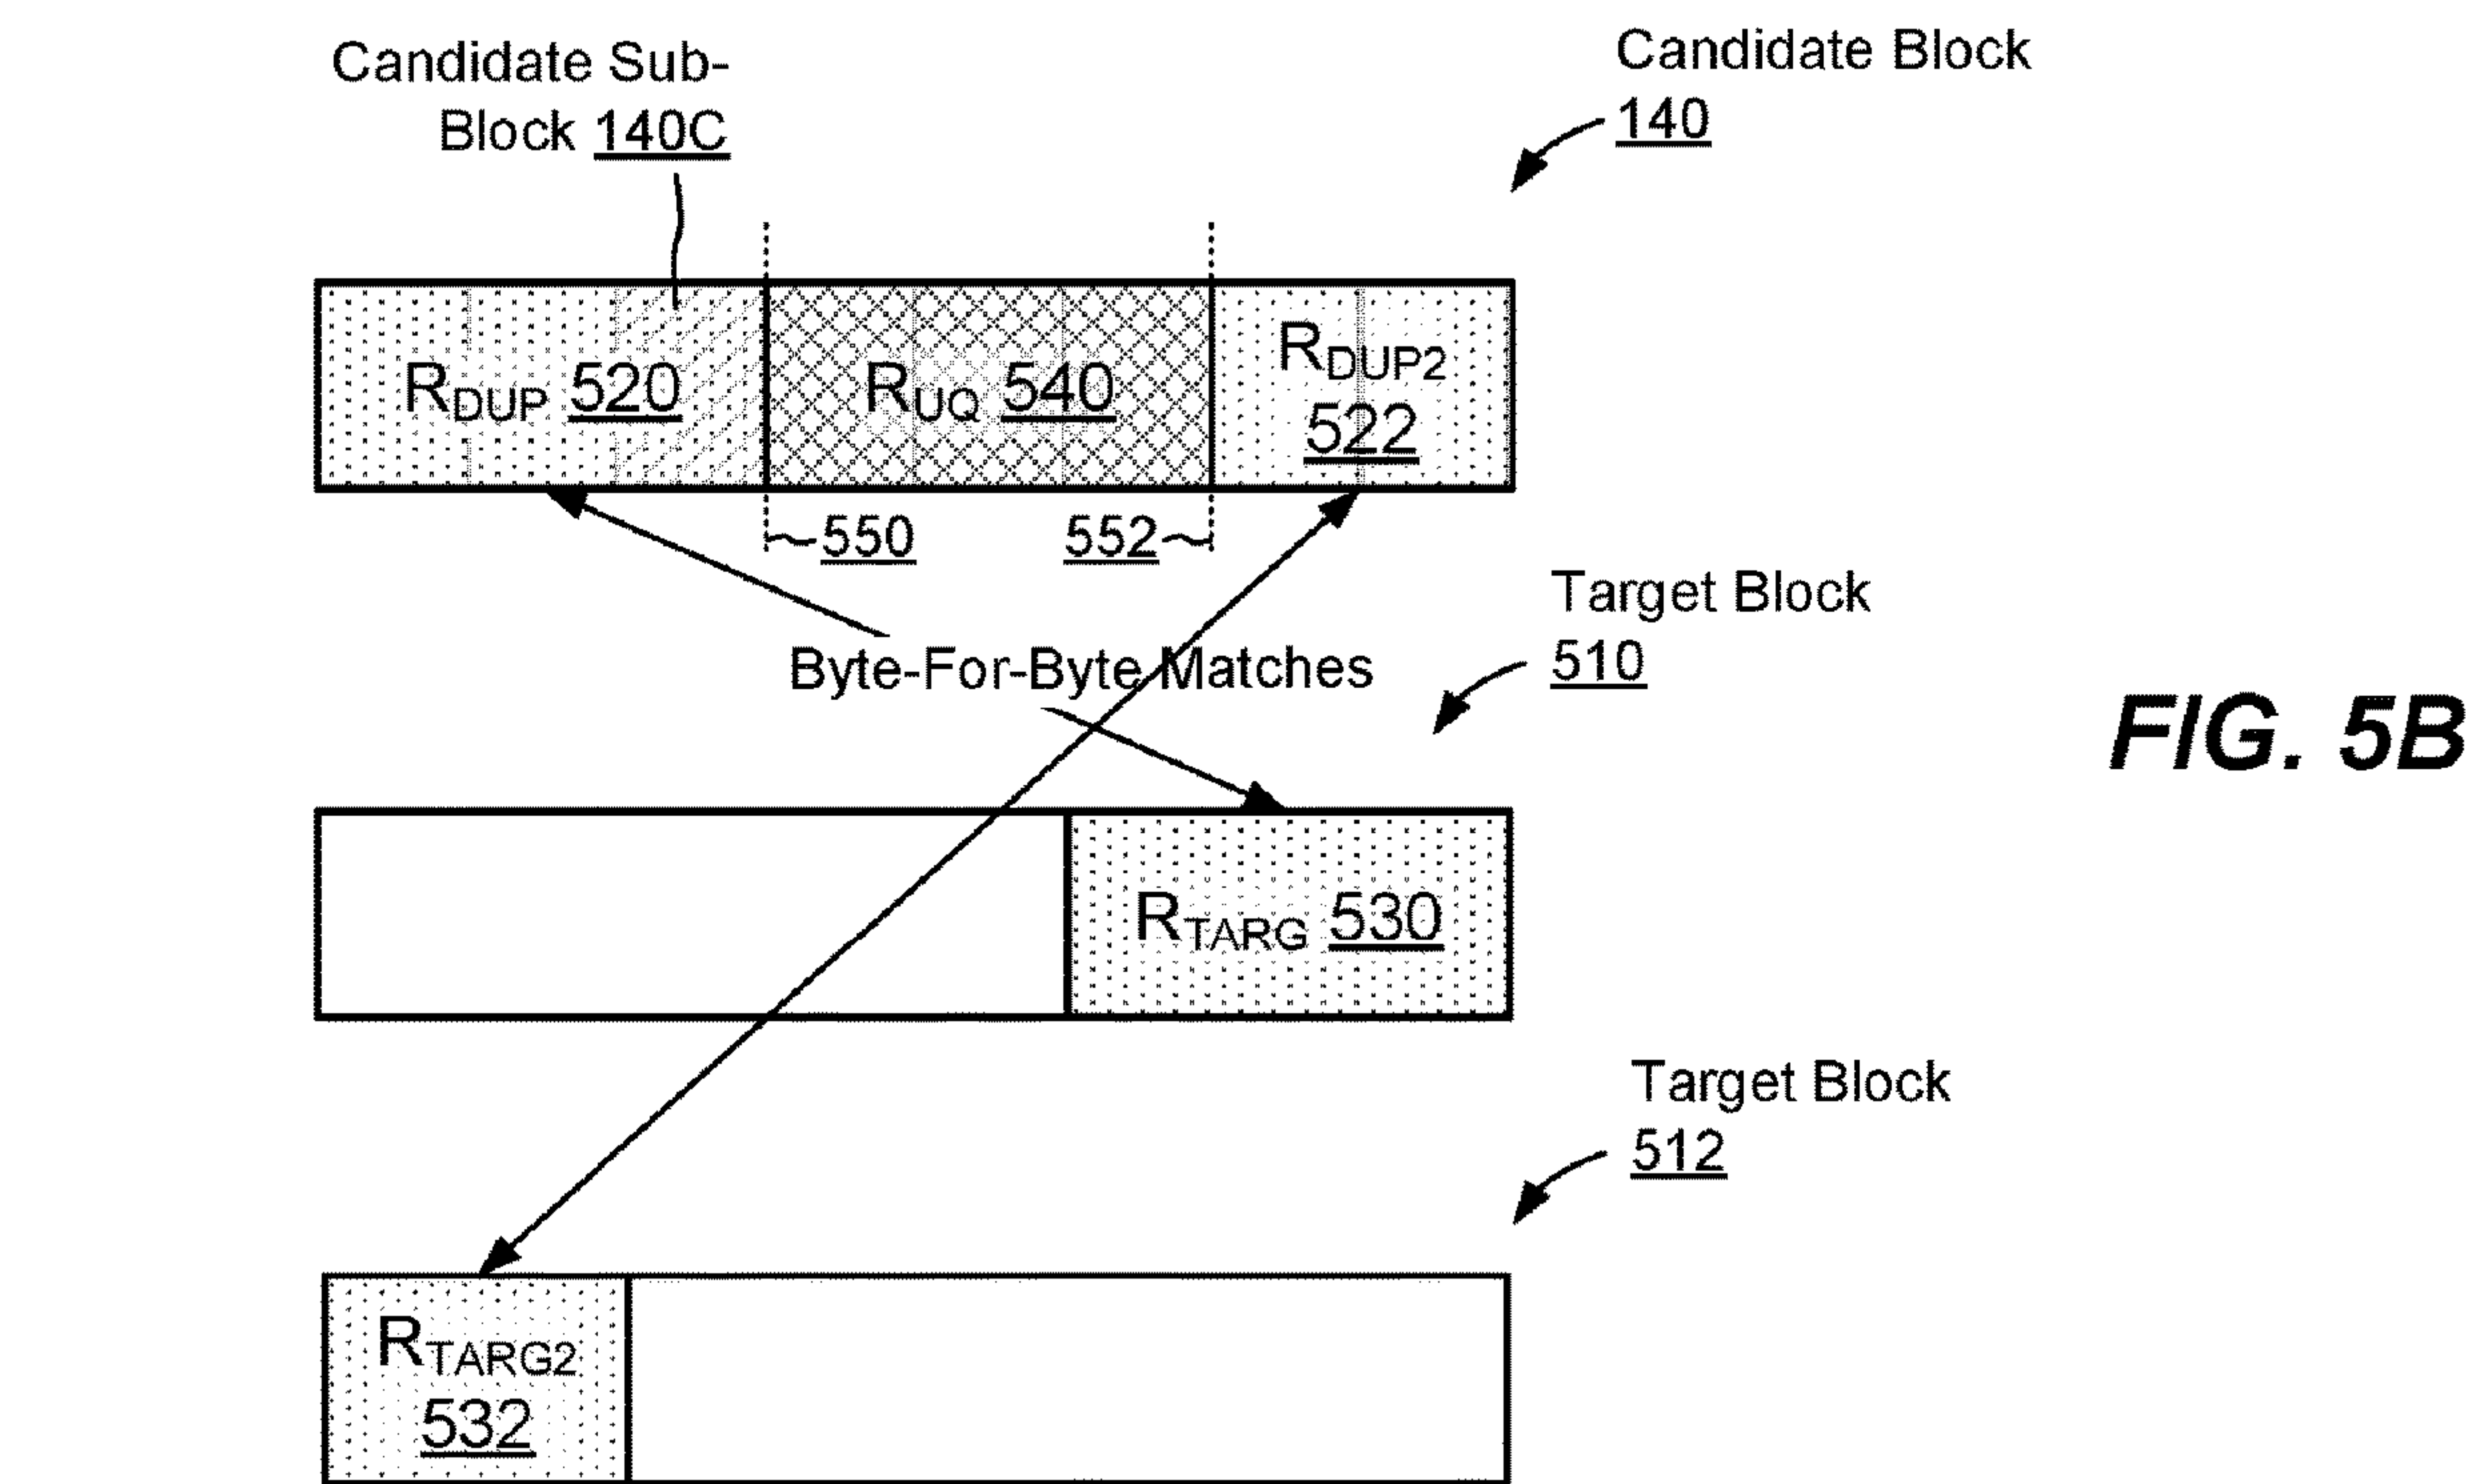 Candidate Sub-
Block 140C
Candidate Block
140
RDUP 520
RUQ 540
RDUP2
522
550
552
Target Block
510
Byte-For-Byte Matches
FIG. 5B
RTARG 530
Target Block
512
RTARG2
532